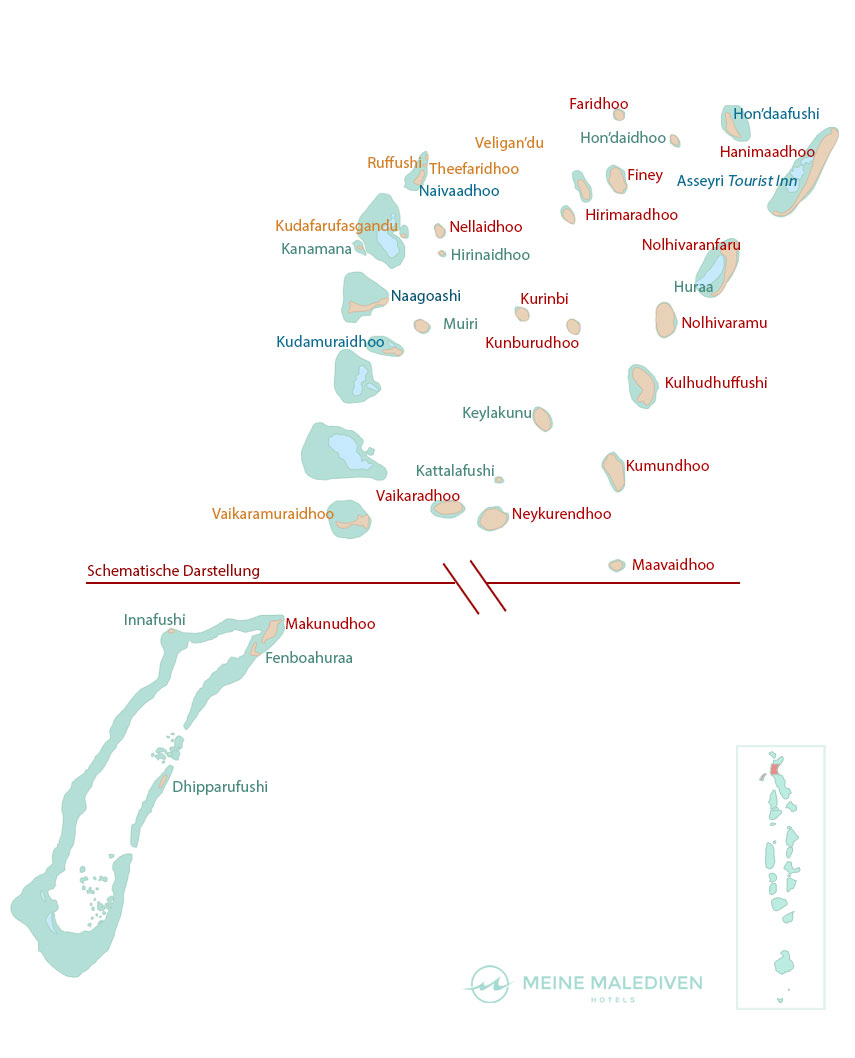 Faridhoo
Hon’daafushi
Hon’daidhoo
Veligan’du
Hanimaadhoo
Ruffushi
Theefaridhoo
Finey
Asseyri Tourist Inn
Naivaadhoo
Hirimaradhoo
Kudafarufasgandu
Nellaidhoo
Kanamana
Hirinaidhoo
Nolhivaranfaru
Huraa
Naagoashi
Kurinbi
Muiri
Nolhivaramu
Kudamuraidhoo
Kunburudhoo
Kulhudhuffushi
Keylakunu
Kumundhoo
Kattalafushi
Vaikaradhoo
Vaikaramuraidhoo
Neykurendhoo
Maavaidhoo
Schematische Darstellung
Innafushi
Makunudhoo
Fenboahuraa
Dhipparufushi
MEINE MALEDIVEN
HOTELS